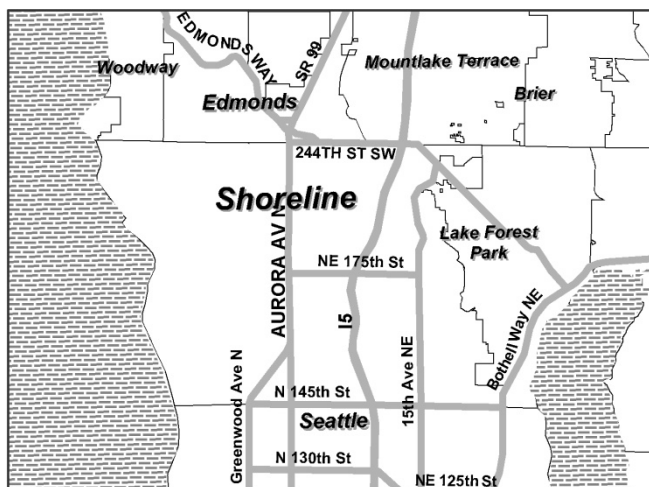 EDMONDS WAY
SR 99
Woodway
Mountlake Terrace
Edmonds
Brier
244TH ST SW
Shoreline
AURORA AV N
Lake Forest
Park
NE 175th St
I5
Bothell Way NE
Greenwood Ave N
15th Ave NE
N 145th St
Seattle
N 130th St
NE 125th St